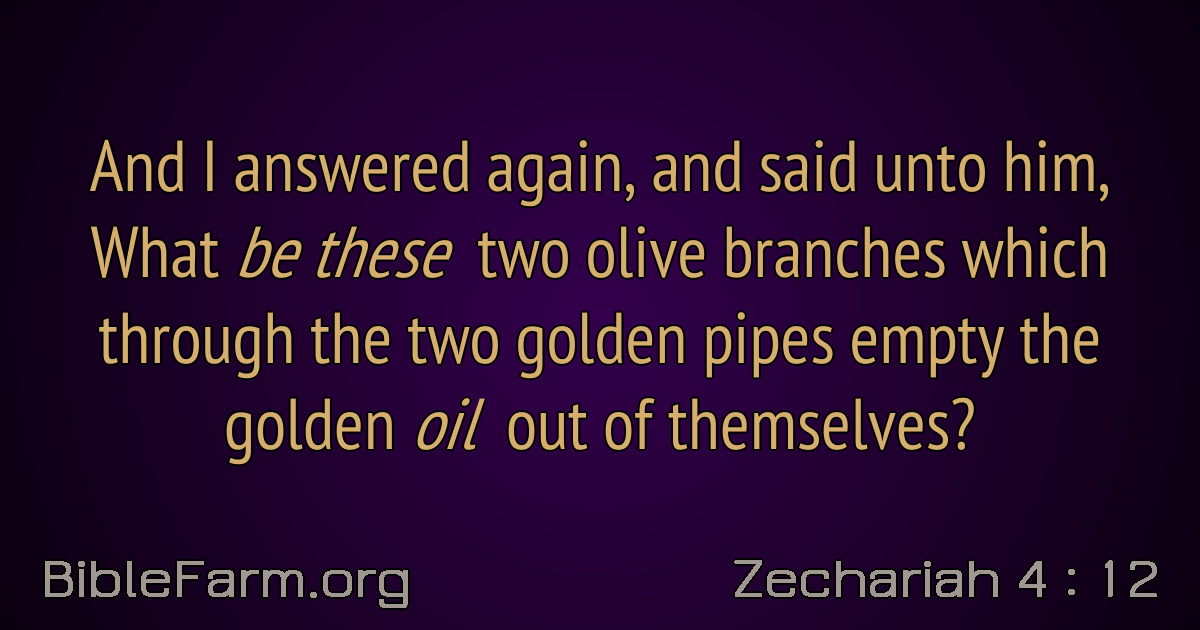 And I answered again, and said unto him,
What be these two olive branches which
through the two golden pipes empty the
golden oil out of themselves?
BibleFarm.org
Zechariah 4 : 12